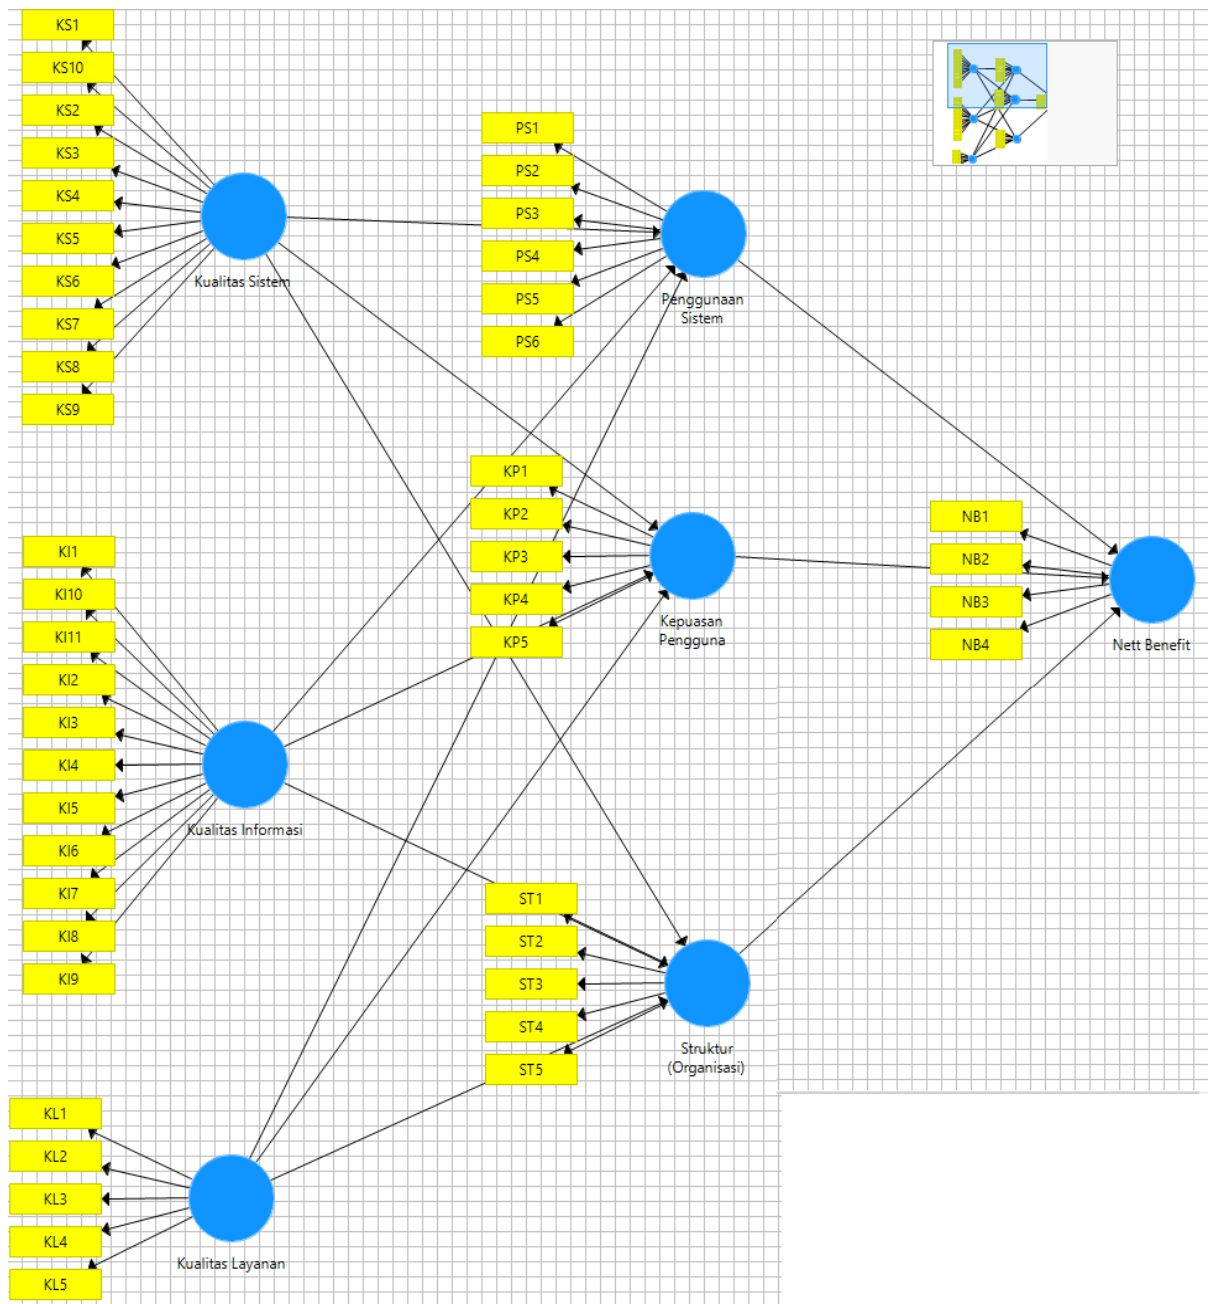 KS1
KS10
KS2
KS3
KS4
KS5
KS6
KS7
KS8
KS9
Kualitas Sistem
PS1
PS2
PS3
PS4
PS5
PS6
Penggunaan
Sistem
KI1
KI10
KI11
KI2
KI3
KI4
KI5
KI6
KI7
KI8
KI9
Kualitas Informasi
KP1
KP2
KP3
KP4
KP5
Kepuasan
Pengguna
NB1
NB2
NB3
NB4
Nett Benefit
ST1
ST2
ST3
ST4
ST5
Struktur
(Organisasi)
KL1
KL2
KL3
KL4
KL5
Kualitas Layanan